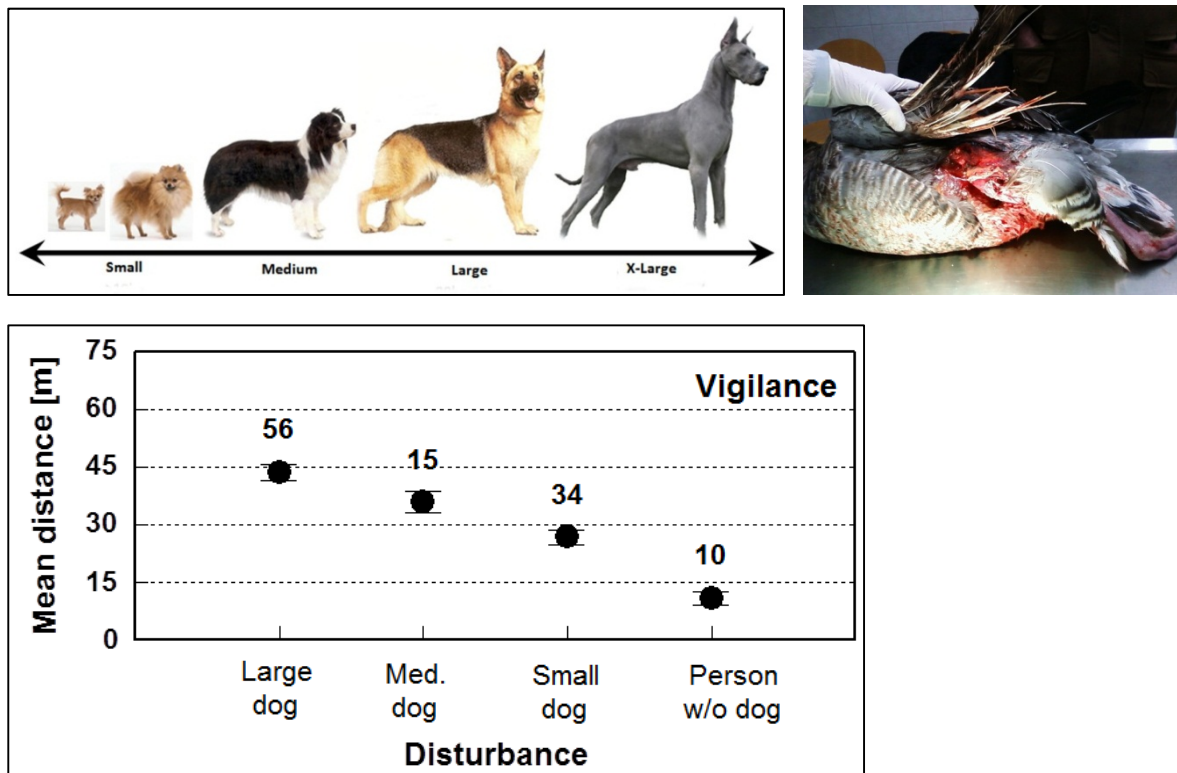 Small Medium Large X-Large
75
60
45
30
15
0
Mean distance [m]
Vigilance
56
15
34
10
Large dog
Med. dog
Small dog
Person w/o dog
Disturbance